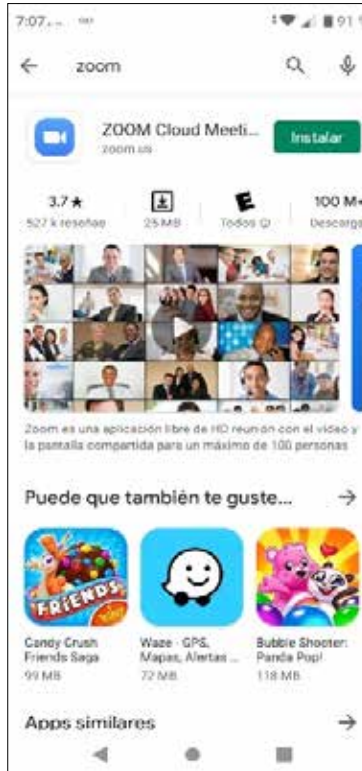 7:07
91
zoom
ZOOM Cloud Meeti...
zoom.us
Instalar
3.7★
527 k reseñas
25 MB
E
Todos
100 M+
Descargas
Zoom es una aplicación libre de HD reunión con el video y
la pantalla compartida para un máximo de 100 personas
Puede que también te guste...
FRIENDS
Candy Crush
Friends Saga
99 MB
Waze - GPS,
Mapas, Alertas ...
72 MB
Bubble Shooter:
Panda Pop!
118 MB
Apps similares